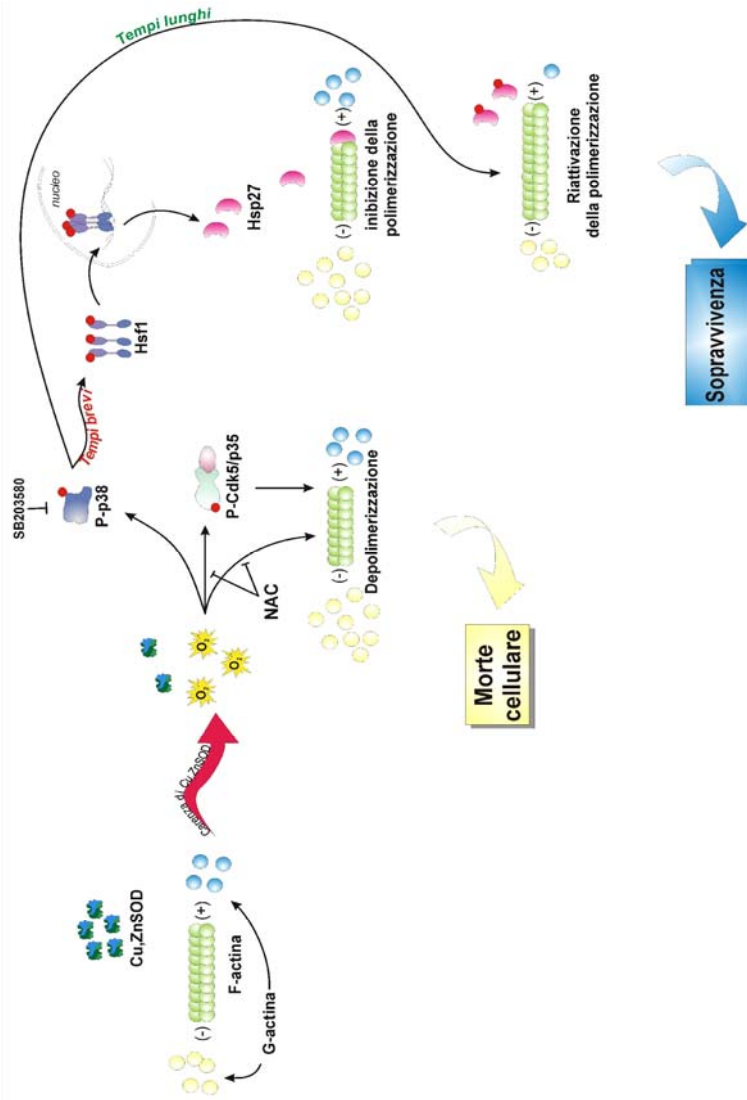 Cu,ZnSOD
(-)
(+)
F-actina
G-actina
Carenza di Cu,ZnSOD
O₂
O₂
O₂
NAC
SB203580
P-p38
P-Cdk5/p35
(-)
(+)
Depolimerizzazione
Morte
cellulare
Tempi brevi
Hsf1
nucleo
Hsp27
(-)
(+)
inibizione della
polimerizzazione
Tempi lunghi
(-)
(+)
Riattivazione
della polimerizzazione
Sopravvivenza